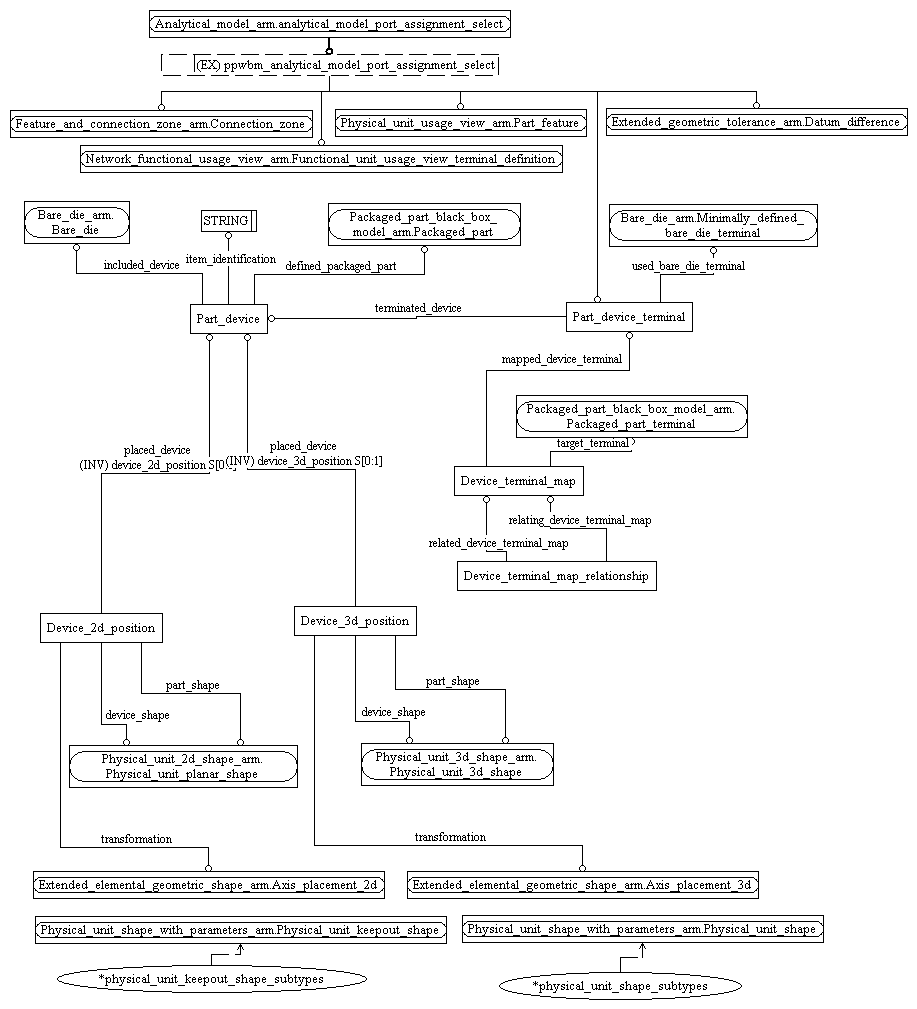 Analytical_model_arm.analytical_model_port_assignment_select
(EX) ppwbm_analytical_model_port_assignment_select
Feature_and_connection_zone_arm.Connection_zone
Physical_unit_usage_view_arm.Part_feature
Extended_geometric_tolerance_arm.Datum_difference
Network_functional_usage_view_arm.Functional_unit_usage_view_terminal_definition
Bare_die_arm.
Bare_die
STRING
Packaged_part_black_box_
model_arm.Packaged_part
Bare_die_arm.Minimally_defined_
bare_die_terminal
included_device
item_identification
defined_packaged_part
used_bare_die_terminal
Part_device
terminated_device
Part_device_terminal
mapped_device_terminal
Packaged_part_black_box_model_arm.
Packaged_part_terminal
target_terminal
placed_device
(INV) device_2d_position S[0:
placed_device
(INV) device_3d_position S[0:1]
Device_terminal_map
relating_device_terminal_map
related_device_terminal_map
Device_terminal_map_relationship
Device_2d_position
Device_3d_position
part_shape
device_shape
part_shape
device_shape
Physical_unit_2d_shape_arm.
Physical_unit_planar_shape
Physical_unit_3d_shape_arm.
Physical_unit_3d_shape
transformation
transformation
Extended_elemental_geometric_shape_arm.Axis_placement_2d
Extended_elemental_geometric_shape_arm.Axis_placement_3d
Physical_unit_shape_with_parameters_arm.Physical_unit_keepout_shape
Physical_unit_shape_with_parameters_arm.Physical_unit_shape
*physical_unit_keepout_shape_subtypes
*physical_unit_shape_subtypes